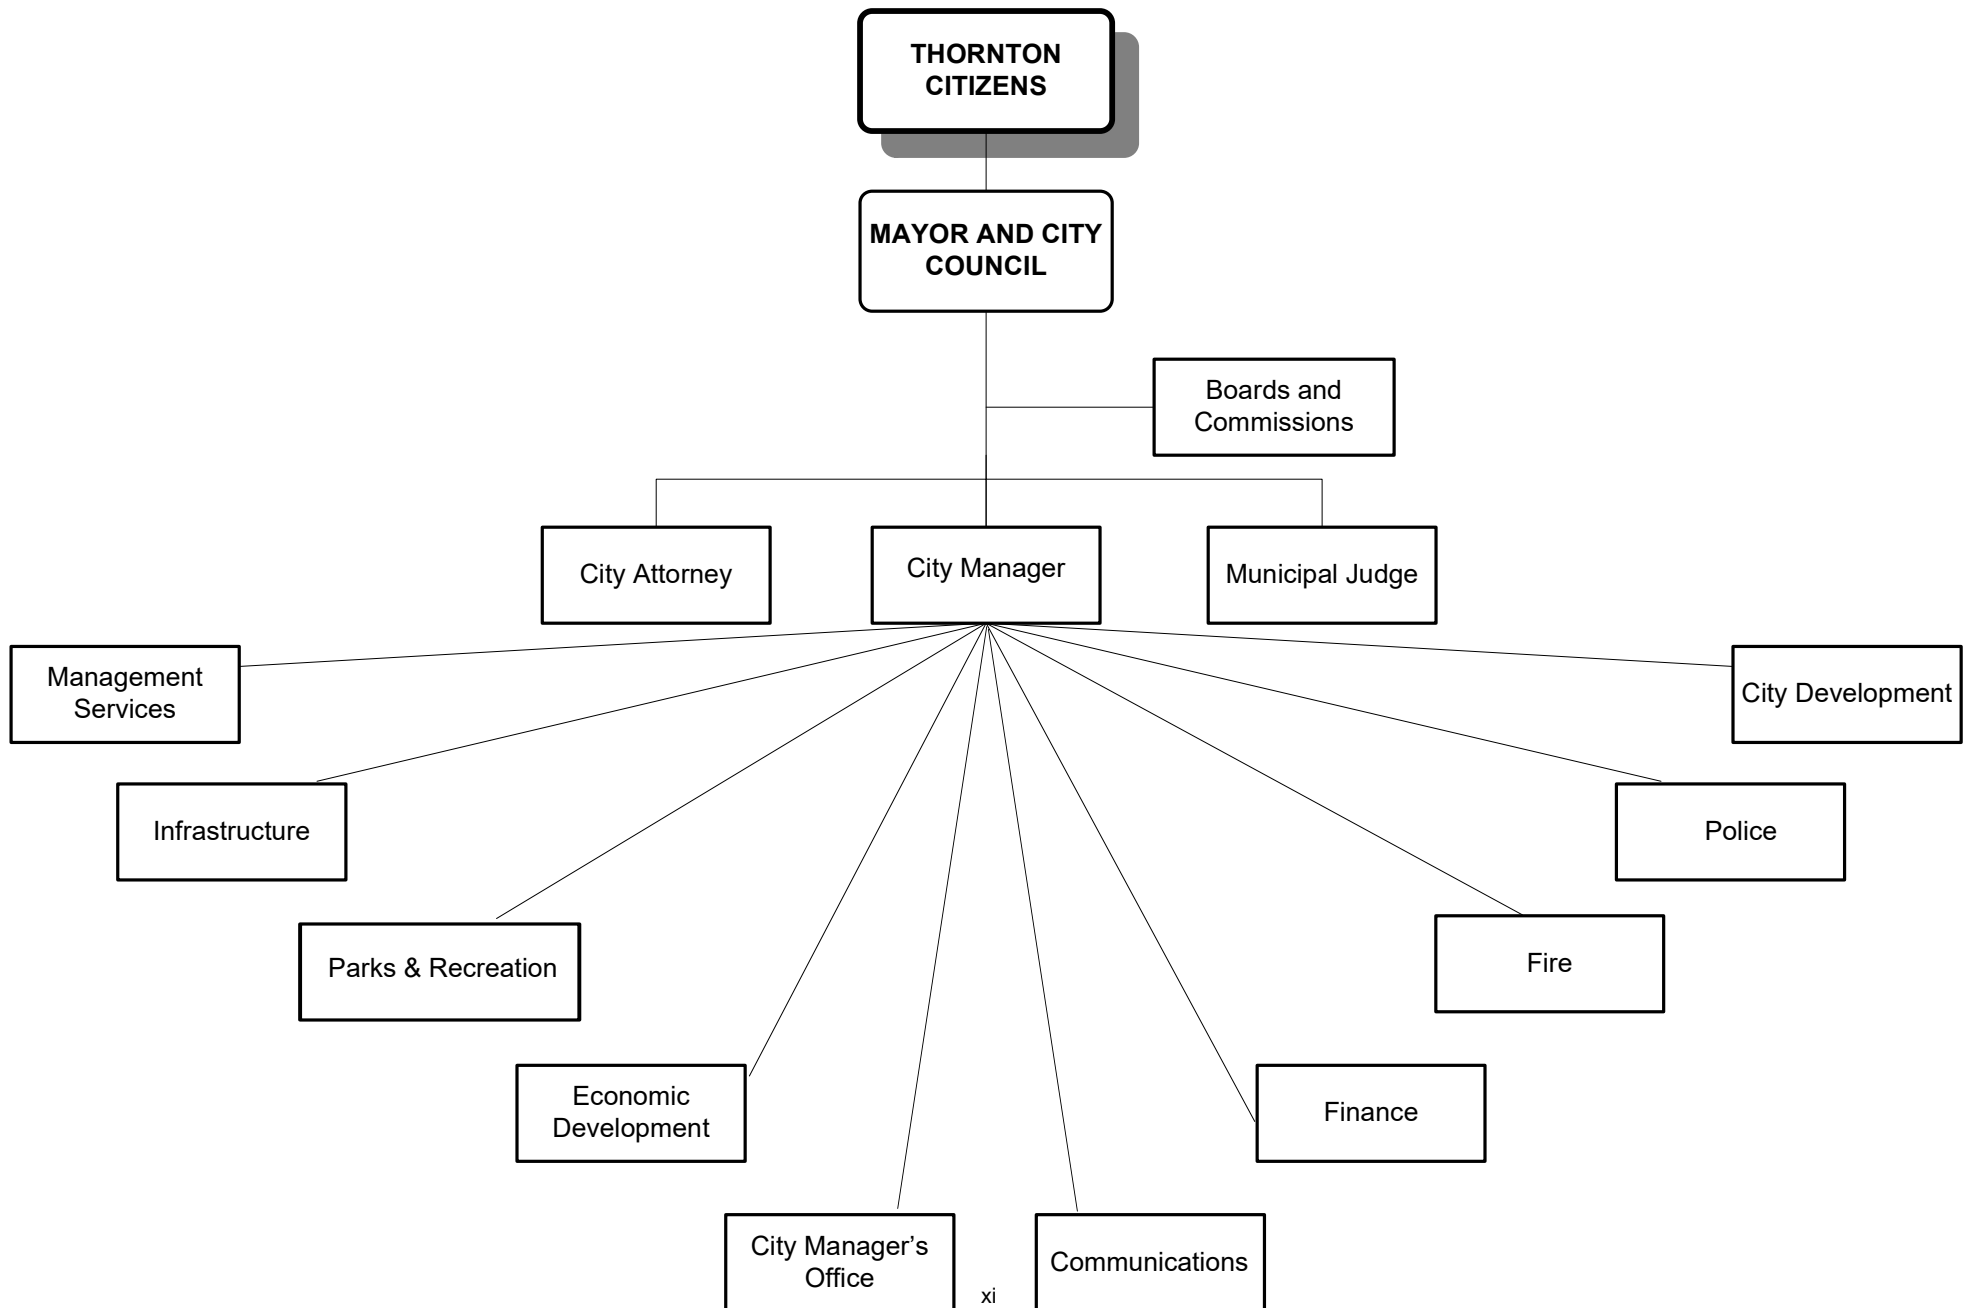 THORNTON
CITIZENS
MAYOR AND CITY
COUNCIL
Boards and
Commissions
City Attorney
City Manager
Municipal Judge
Management
Services
City Development
Infrastructure
Police
Parks & Recreation
Fire
Economic
Development
Finance
City Manager’s
Office
Communications
xi